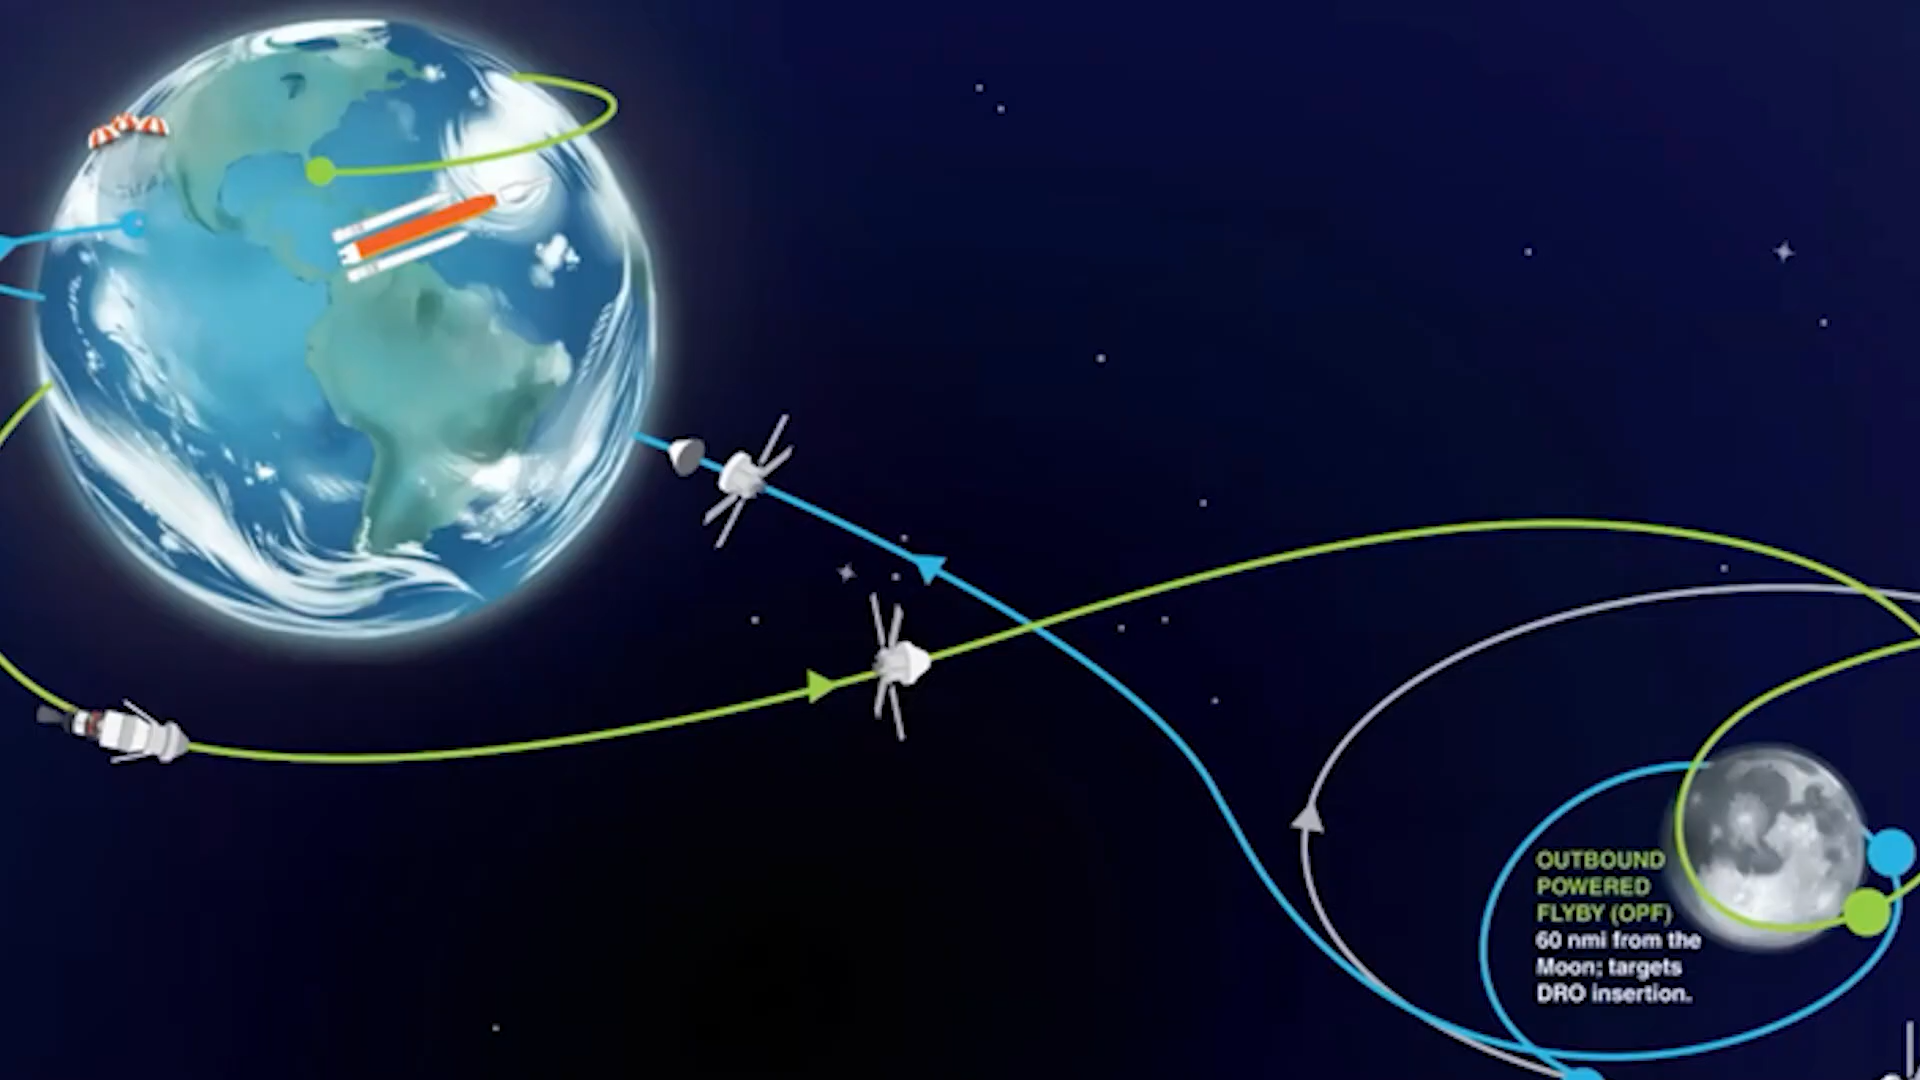 OUTBOUND
POWERED
FLYBY (OPF)
60 nmi from the
Moon; targets
DRO insertion.